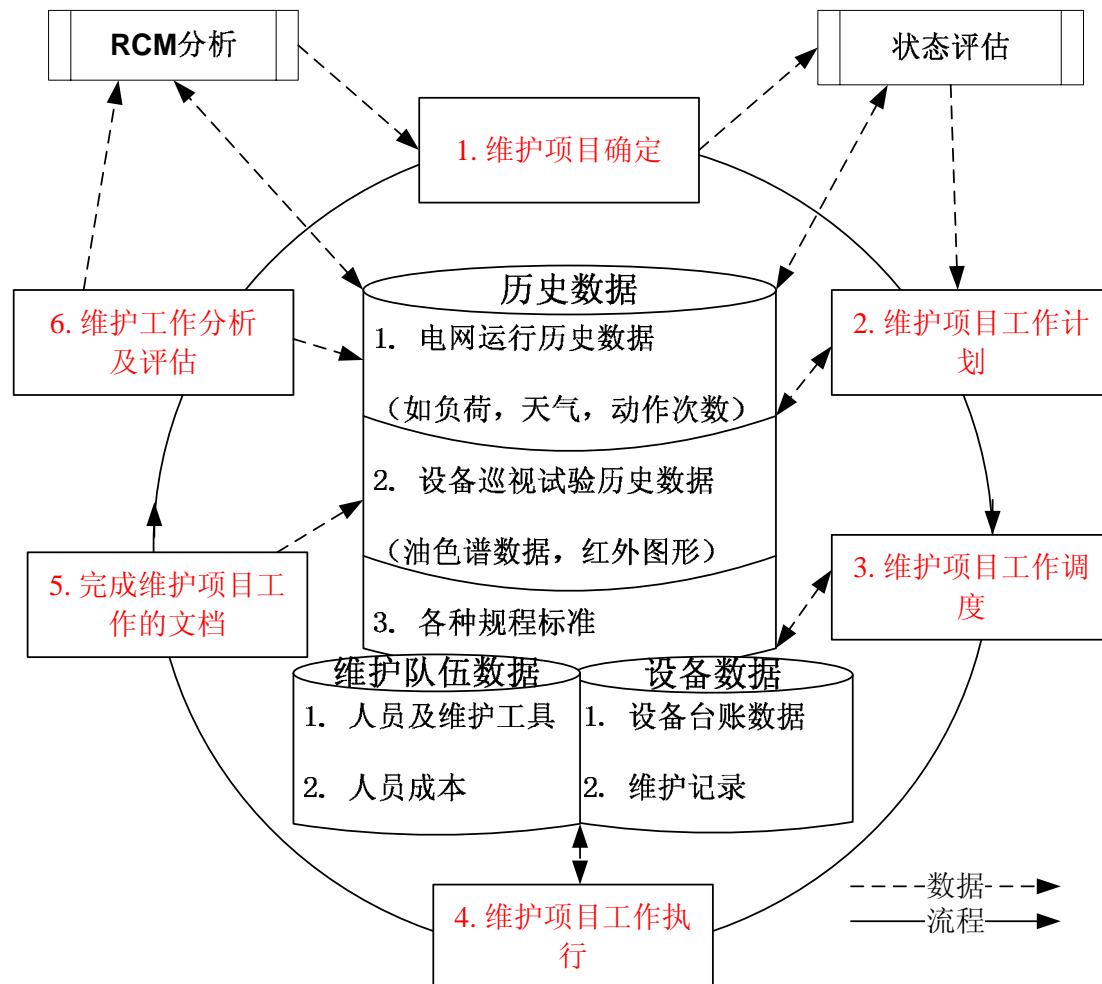 RCM分析
状态评估
1. 维护项目确定
历史数据
6. 维护工作分析
及评估
2. 维护项目工作计
划
1. 电网运行历史数据
（如负荷，天气，动作次数）
2. 设备巡视试验历史数据
（油色谱数据，红外图形）
5. 完成维护项目工
作的文档
3. 维护项目工作调
度
3. 各种规程标准
维护队伍数据
设备数据
1. 人员及维护工具
2. 人员成本
1. 设备台账数据
2. 维护记录
4. 维护项目工作执
行
数据
流程